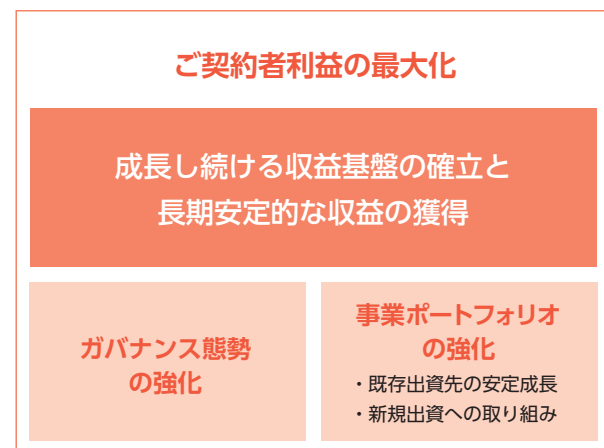 ご契約者利益の最大化
成長し続ける収益基盤の確立と
長期安定的な収益の獲得
ガバナンス態勢
の強化
事業ポートフォリオ
の強化
・既存出資先の安定成長
・新規出資への取り組み